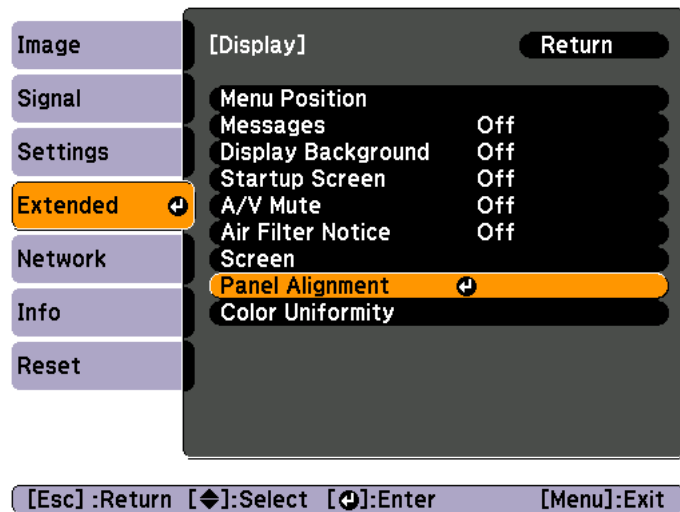 Image
Signal
Settings
Extended
Network
Info
Reset
[Display] Return
Menu Position
Messages Off
Display Background Off
Startup Screen Off
A/V Mute Off
Air Filter Notice Off
Screen
Panel Alignment
Color Uniformity
[Esc] :Return [◆]:Select [↵]:Enter [Menu]:Exit